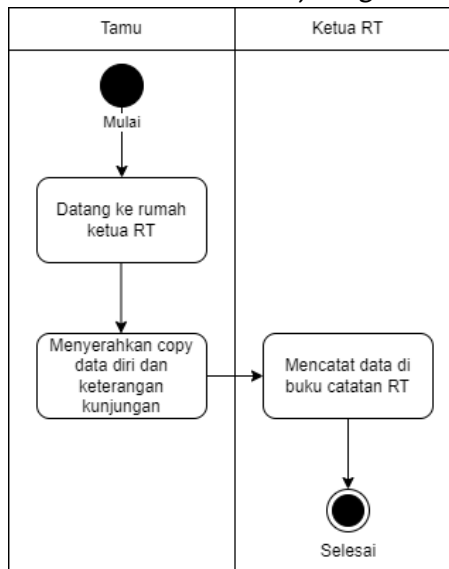 Tamu
Ketua RT
Mulai
Datang ke rumah
ketua RT
Menyerahkan copy
data diri dan
keterangan
kunjungan
Mencatat data di
buku catatan RT
Selesai